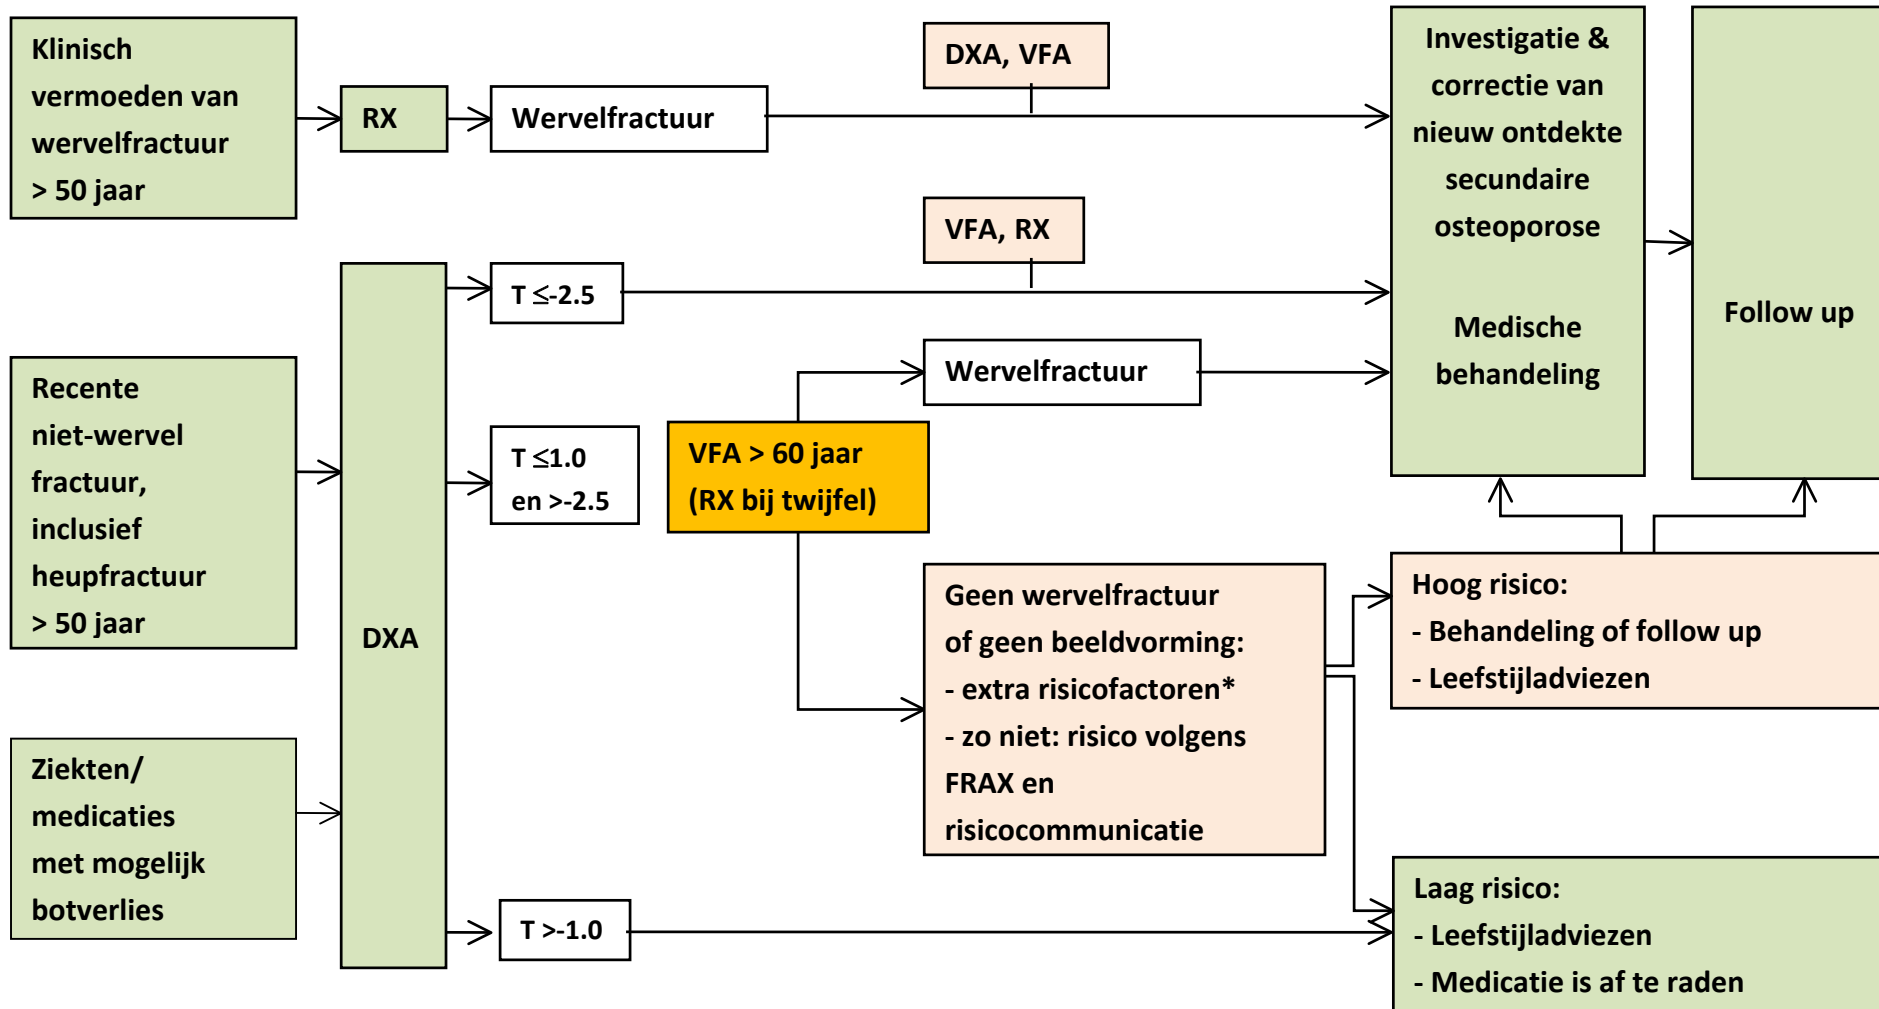 Klinisch
vermoeden van
wervelfractuur
> 50 jaar
RX
Wervelfractuur
DXA, VFA
Investigatie &
correctie van
nieuw ontdekte
secundaire
osteoporose
Medische
behandeling
Follow up
VFA, RX
T ≤-2.5
Wervelfractuur
Recente
niet-wervel
fractuur,
inclusief
heupfractuur
> 50 jaar
DXA
T ≤1.0
en >-2.5
VFA > 60 jaar
(RX bij twijfel)
Geen wervelfractuur
of geen beeldvorming:
- extra risicofactoren*
- zo niet: risico volgens
FRAX en
risicocommunicatie
Hoog risico:
- Behandeling of follow up
- Leefstijladviezen
Ziekten/
medicaties
met mogelijk
botverlies
T >-1.0
Laag risico:
- Leefstijladviezen
- Medicatie is af te raden